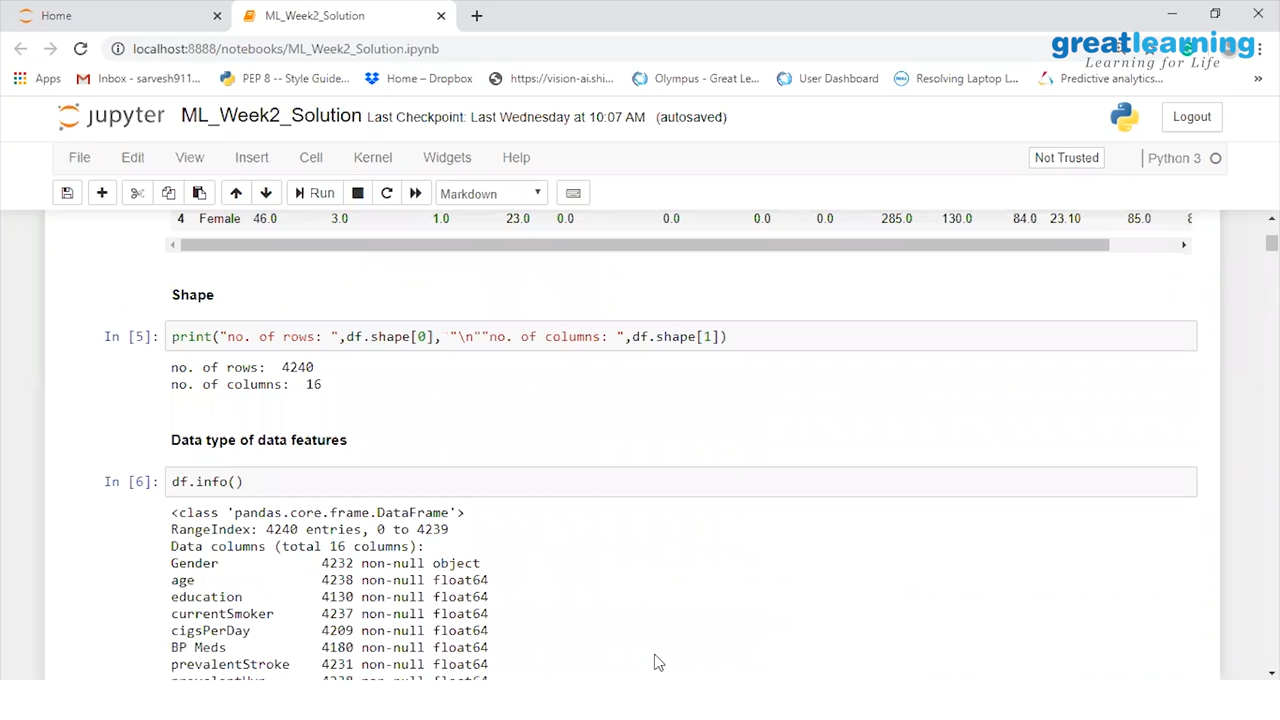 Home
ML_Week2_Solution
localhost:8888/notebooks/ML_Week2_Solution.ipynb
greatlearning
Learning for Life
Apps
Inbox - sarvesh911...
PEP 8 -- Style Guide...
Home – Dropbox
https://vision-ai.shi...
Olympus - Great Le...
User Dashboard
Resolving Laptop L...
Predictive analytics...
»
jupyter ML_Week2_Solution Last Checkpoint: Last Wednesday at 10:07 AM (autosaved)
Logout
File Edit View Insert Cell Kernel Widgets Help
Not Trusted
Python 3
Run
Markdown
4 Female 46.0 3.0 1.0 23.0 0.0 0.0 0.0 0.0 285.0 130.0 84.0 23.10 85.0
Shape
In [5]: print("no. of rows: ",df.shape[0], "\n""no. of columns: ",df.shape[1])
no. of rows: 4240
no. of columns: 16
Data type of data features
In [6]: df.info()
<class 'pandas.core.frame.DataFrame'>
RangeIndex: 4240 entries, 0 to 4239
Data columns (total 16 columns):
Gender 4232 non-null object
age 4238 non-null float64
education 4130 non-null float64
currentSmoker 4237 non-null float64
cigsPerDay 4209 non-null float64
BP Meds 4180 non-null float64
prevalentStroke 4231 non-null float64